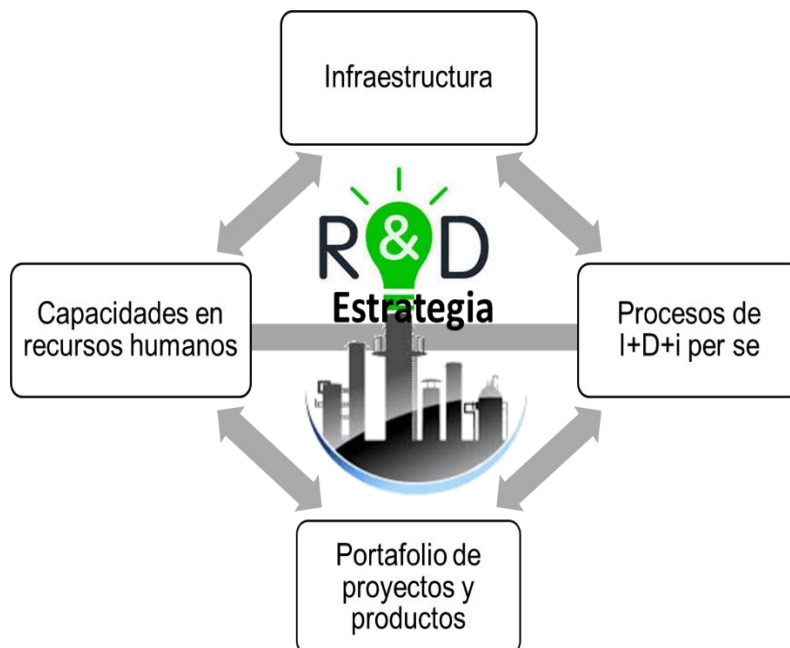 Infraestructura
R&D
Estrategia
Capacidades en
recursos humanos
Procesos de
I+D+i per se
Portafolio de
proyectos y
productos